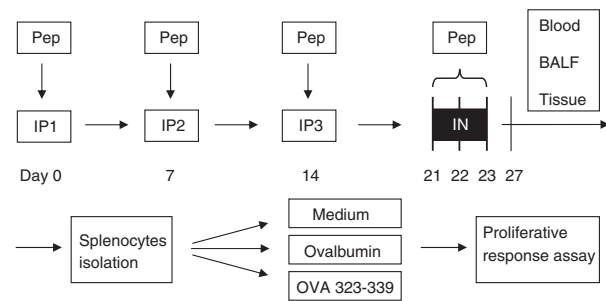 Pep Pep Pep Pep Blood
BALF
Tissue
IP1 IP2 IP3 IN
Day 0 7 14 21 22 23 27
Splenocytes
isolation
Medium
Ovalbumin
OVA 323-339
Proliferative
response assay